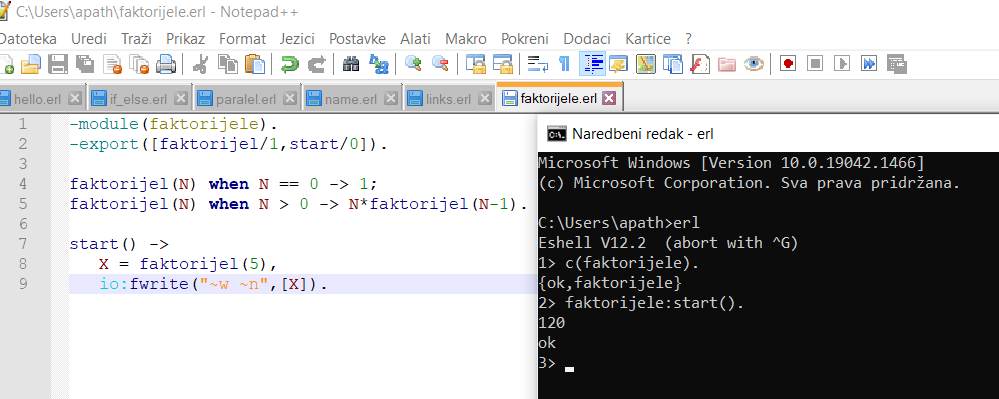 C:\Users\apath\faktorijele.erl - Notepad++
Datoteka Uredi Traži Prikaz Format Jezici Postavke Alati Makro Pokreni Dodaci Kartice ?
hello.erl if_else.erl paralel.erl name.erl links.erl faktorijele.erl
1 -module(faktorijele).
2 -export([faktorijel/1,start/0]).
3
4 faktorijel(N) when N == 0 -> 1;
5 faktorijel(N) when N > 0 -> N*faktorijel(N-1).
6
7 start() ->
8 X = faktorijel(5),
9 io:fwrite("~w ~n",[X]).
Naredbeni redak - erl
Microsoft Windows [Version 10.0.19042.1466]
(c) Microsoft Corporation. Sva prava pridržana.
C:\Users\apath>erl
Eshell V12.2  (abort with ^G)
1> c(faktorijele).
{ok,faktorijele}
2> faktorijele:start().
120
ok
3>